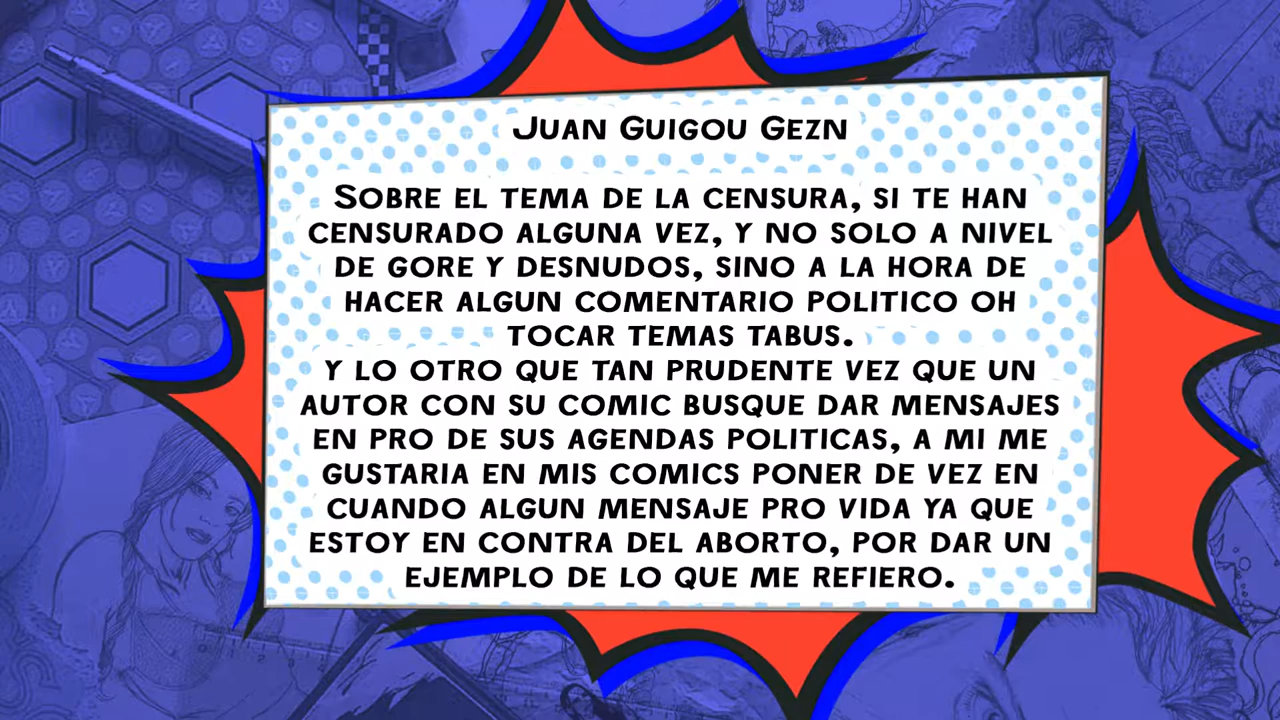 JUAN GUIGOU GEZN
SOBRE EL TEMA DE LA CENSURA, SI TE HAN
CENSURADO ALGUNA VEZ, Y NO SOLO A NIVEL
DE GORE Y DESNUDOS, SINO A LA HORA DE
HACER ALGUN COMENTARIO POLITICO OH
TOCAR TEMAS TABUS.
Y LO OTRO QUE TAN PRUDENTE VEZ QUE UN
AUTOR CON SU COMIC BUSQUE DAR MENSAJES
EN PRO DE SUS AGENDAS POLITICAS, A MI ME
GUSTARIA EN MIS COMICS PONER DE VEZ EN
CUANDO ALGUN MENSAJE PRO VIDA YA QUE
ESTOY EN CONTRA DEL ABORTO, POR DAR UN
EJEMPLO DE LO QUE ME REFIERO.